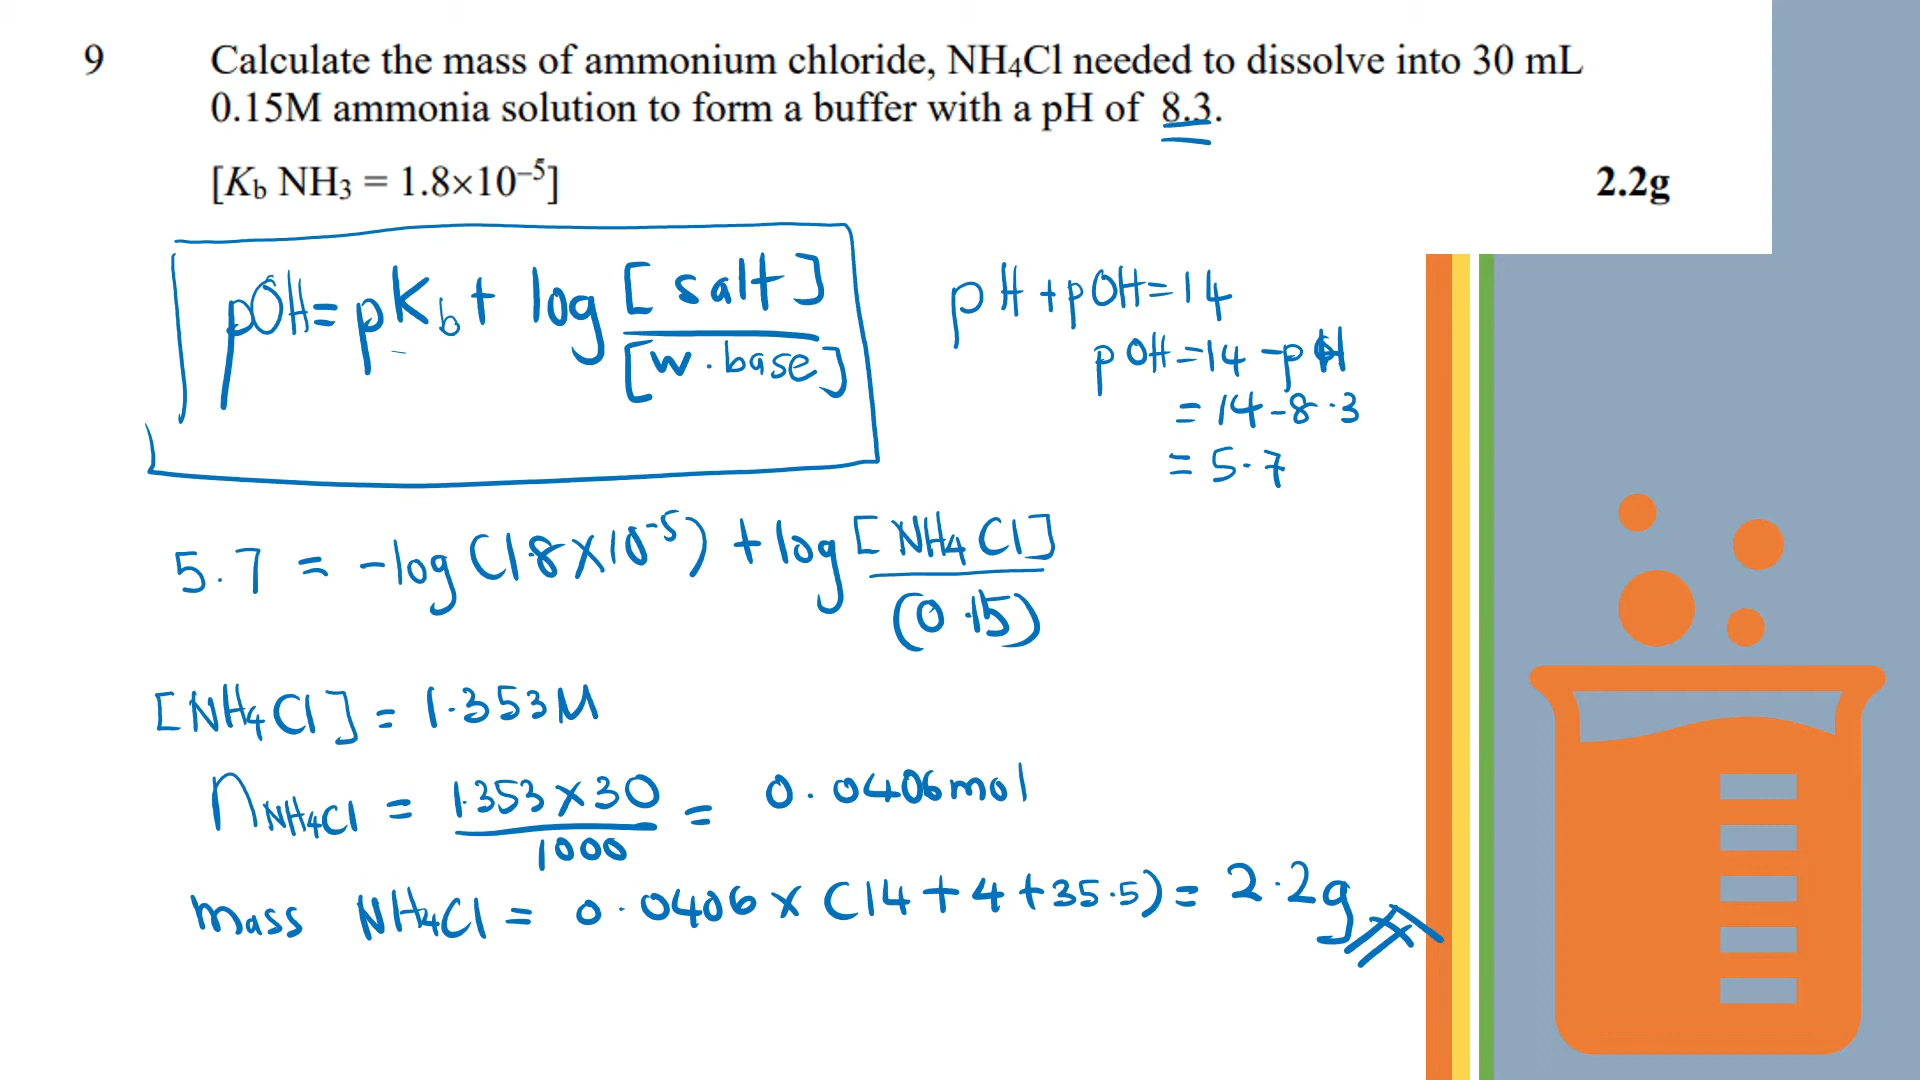 9 Calculate the mass of ammonium chloride, NH₄Cl needed to dissolve into 30 mL
0.15M ammonia solution to form a buffer with a pH of 8.3.
[Kb NH₃ = 1.8×10⁻⁵] 2.2g
pOH = pKb + log [salt] / [w.base]
pH + pOH = 14
pOH = 14 - pH
= 14 - 8.3
= 5.7
5.7 = -log (1.8×10⁻⁵) + log [NH₄Cl] / (0.15)
[NH₄Cl] = 1.353M
nNH₄Cl = 1.353 × 30 / 1000 = 0.0406 mol
mass NH₄Cl = 0.0406 × (14 + 4 + 35.5) = 2.2g